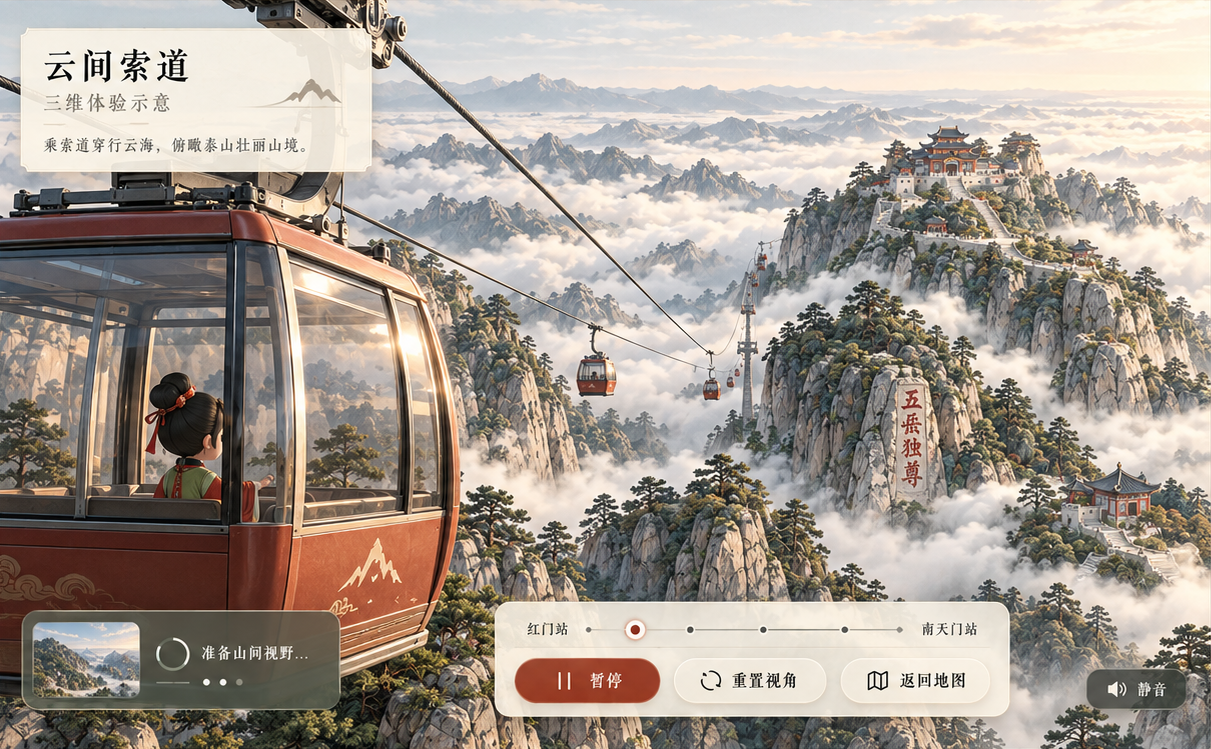 云间索道
三维体验示意
乘索道穿行云海，俯瞰泰山壮丽山境。
五岳独尊
准备山间视野...
红门站
南天门站
暂停
重置视角
返回地图
静音